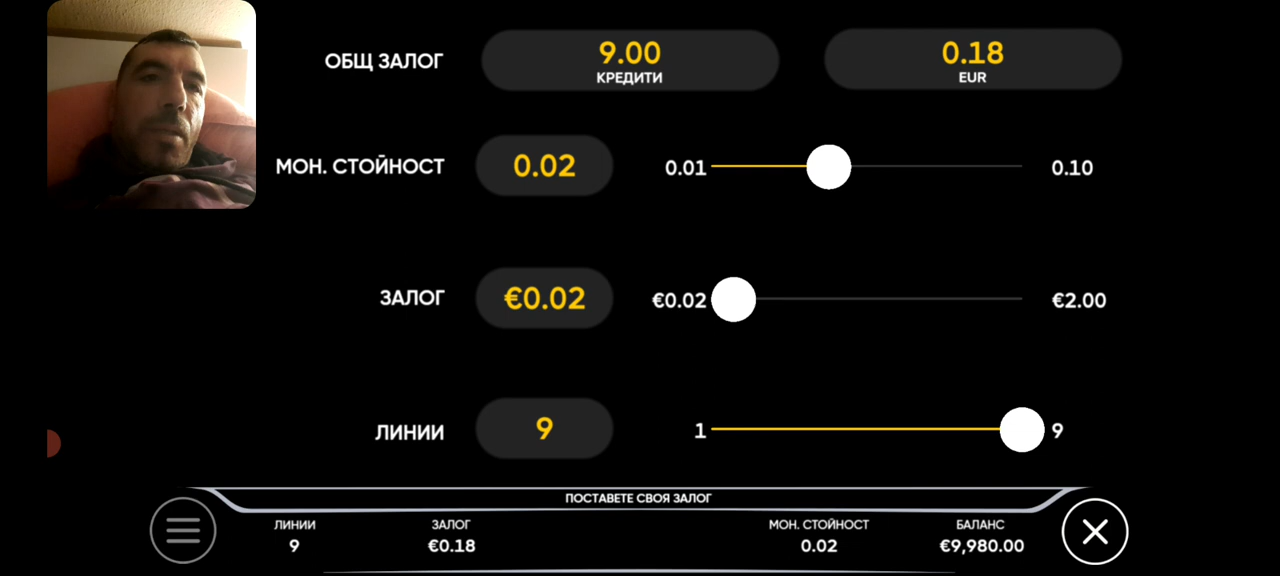 ОБЩ ЗАЛОГ
9.00
КРЕДИТИ
0.18
EUR
МОН. СТОЙНОСТ
0.02
0.01
0.10
ЗАЛОГ
€0.02
€0.02
€2.00
ЛИНИИ
9
1
9
ПОСТАВЕТЕ СВОЯ ЗАЛОГ
ЛИНИИ
9
ЗАЛОГ
€0.18
МОН. СТОЙНОСТ
0.02
БАЛАНС
€9,980.00